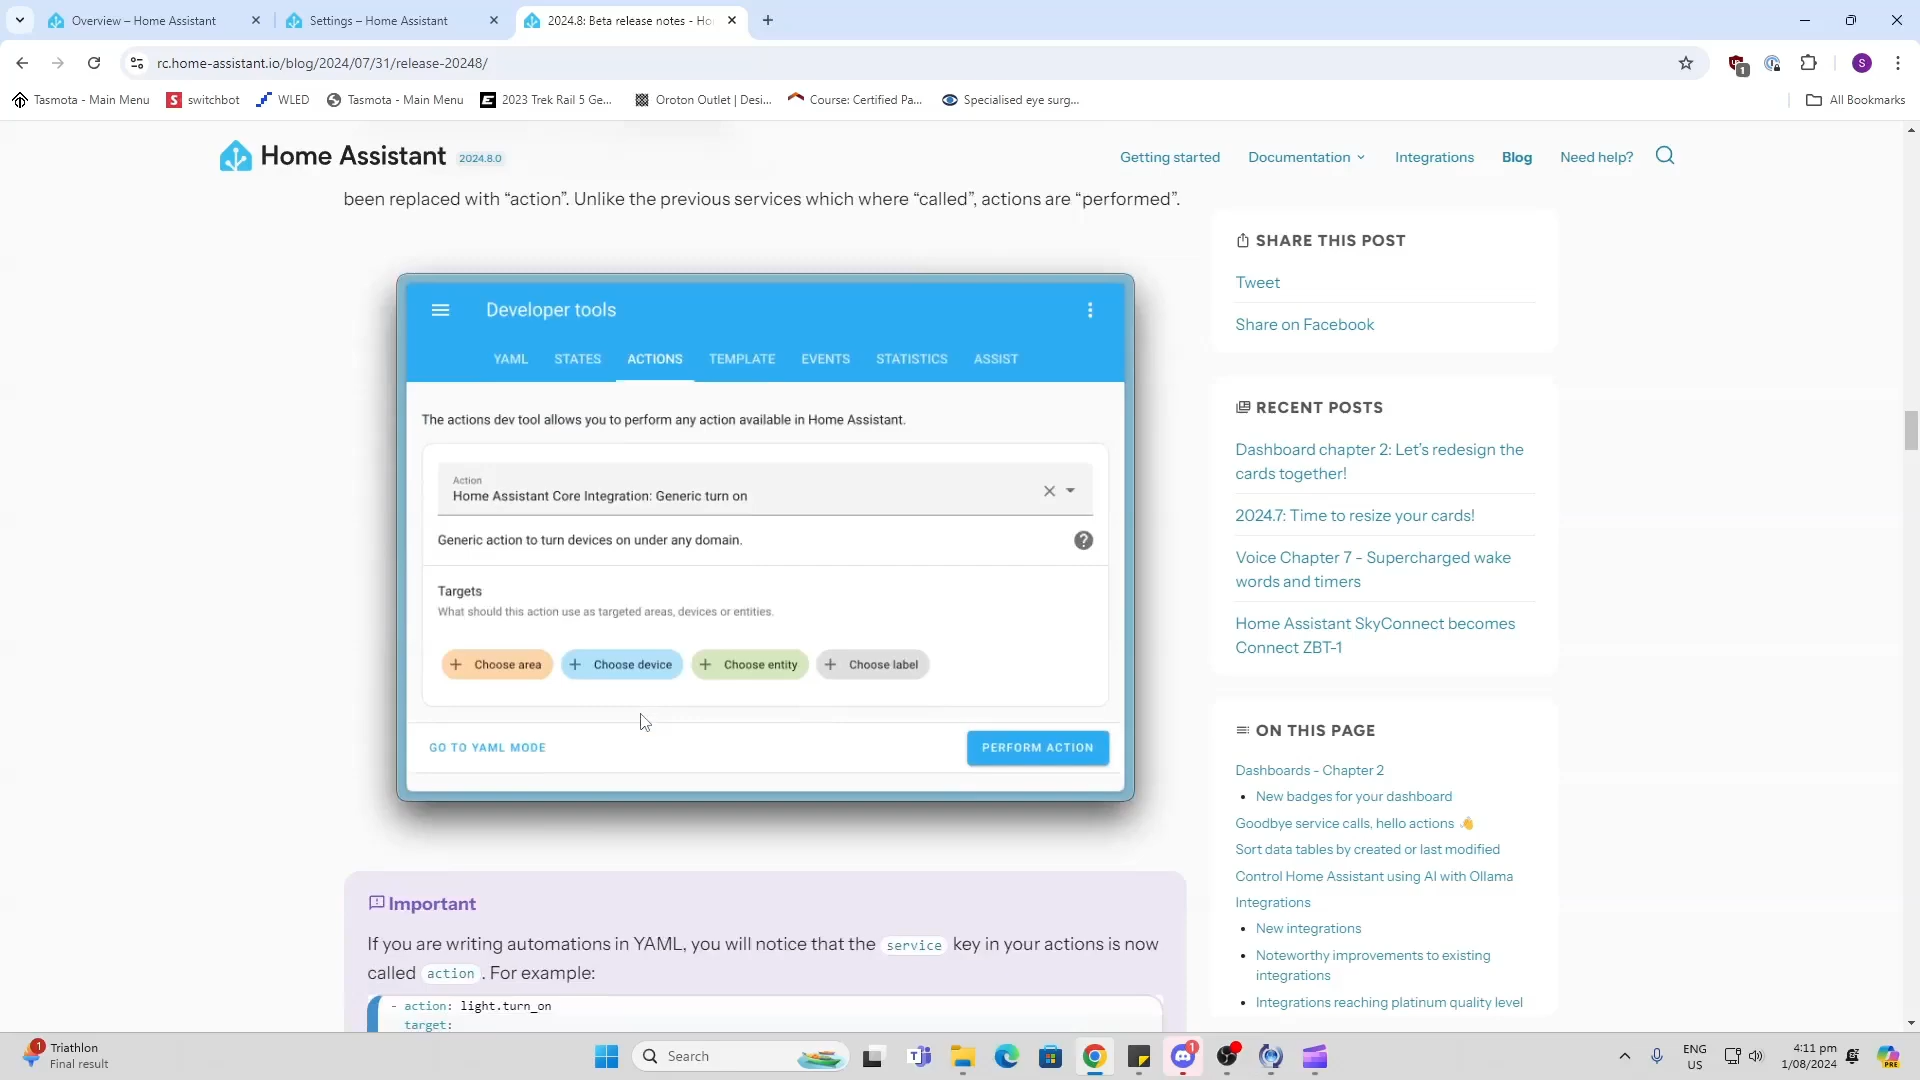 Overview – Home Assistant
Settings – Home Assistant
2024.8: Beta release notes - Ho
rc.home-assistant.io/blog/2024/07/31/release-20248/
1
S
Tasmota - Main Menu
switchbot
WLED
Tasmota - Main Menu
2023 Trek Rail 5 Ge...
Oroton Outlet | Desi...
Course: Certified Pa...
Specialised eye surg...
All Bookmarks
Home Assistant 2024.8.0
Getting started
Documentation
Integrations
Blog
Need help?
been replaced with “action”. Unlike the previous services which where “called”, actions are “performed”.
Developer tools
YAML
STATES
ACTIONS
TEMPLATE
EVENTS
STATISTICS
ASSIST
The actions dev tool allows you to perform any action available in Home Assistant.
Action
Home Assistant Core Integration: Generic turn on
Generic action to turn devices on under any domain.
Targets
What should this action use as targeted areas, devices or entities.
Choose area
Choose device
Choose entity
Choose label
GO TO YAML MODE
PERFORM ACTION
Important
If you are writing automations in YAML, you will notice that the service key in your actions is now
called action. For example:
- action: light.turn_on
target:
SHARE THIS POST
Tweet
Share on Facebook
RECENT POSTS
Dashboard chapter 2: Let’s redesign the
cards together!
2024.7: Time to resize your cards!
Voice Chapter 7 - Supercharged wake
words and timers
Home Assistant SkyConnect becomes
Connect ZBT-1
ON THIS PAGE
Dashboards - Chapter 2
• New badges for your dashboard
Goodbye service calls, hello actions 👋
Sort data tables by created or last modified
Control Home Assistant using AI with Ollama
Integrations
• New integrations
• Noteworthy improvements to existing
integrations
• Integrations reaching platinum quality level
1
Triathlon
Final result
Search
1
ENG
US
4:11 pm
1/08/2024
PRE